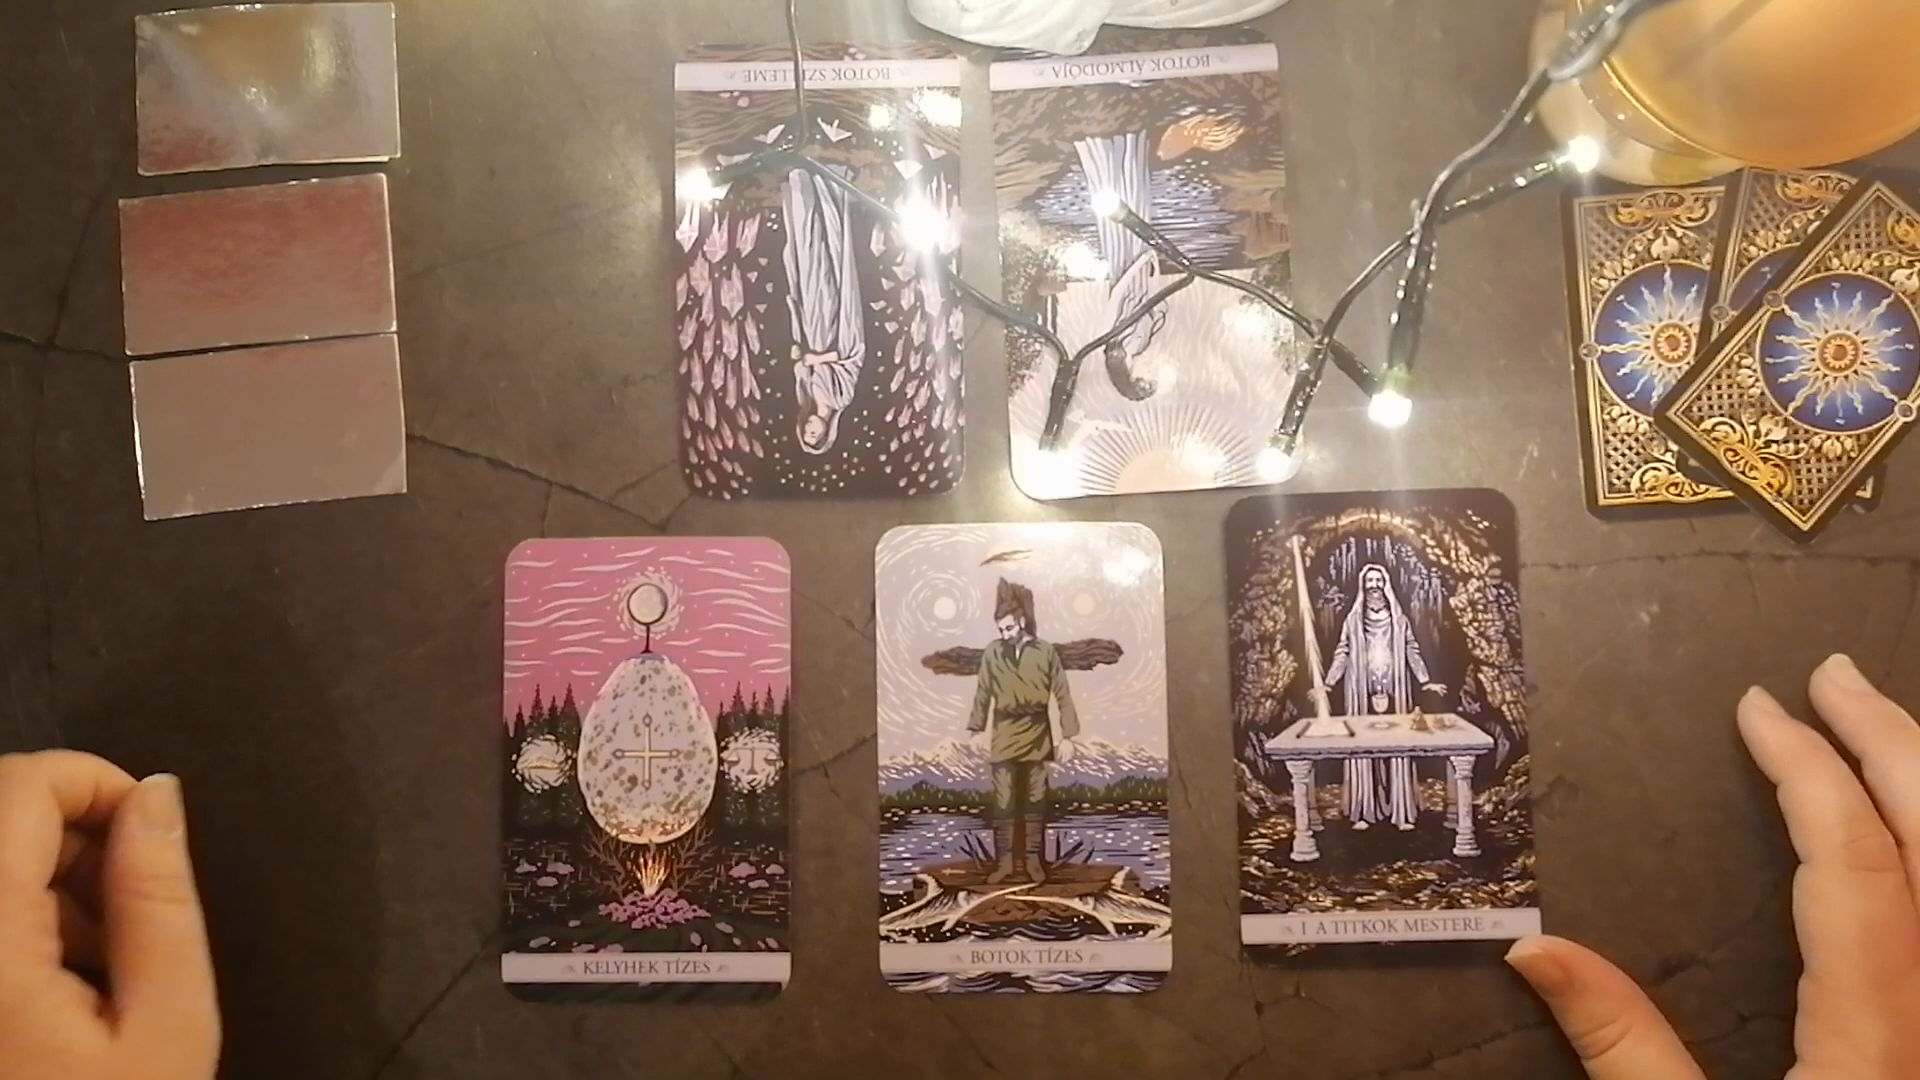 BOTOK SZELLEME
BOTOK ÁLMODÓJA
KELYHEK TÍZES
BOTOK TÍZES
I A TITKOK MESTERE